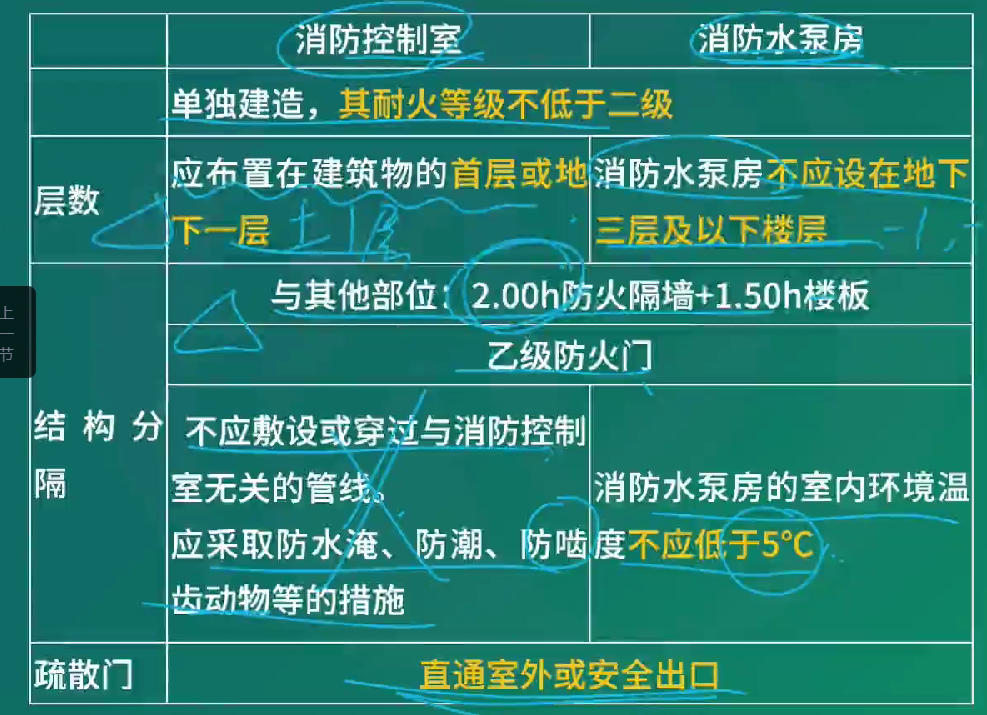 消防控制室
消防水泵房
单独建造，其耐火等级不低于二级
层数
应布置在建筑物的首层或地
下一层
消防水泵房不应设在地下
三层及以下楼层
与其他部位：2.00h防火隔墙+1.50h楼板
乙级防火门
结构分
隔
不应敷设或穿过与消防控制
室无关的管线。
应采取防水淹、防潮、防啮
齿动物等的措施
消防水泵房的室内环境温
度不应低于5℃
疏散门
直通室外或安全出口
上
一
节